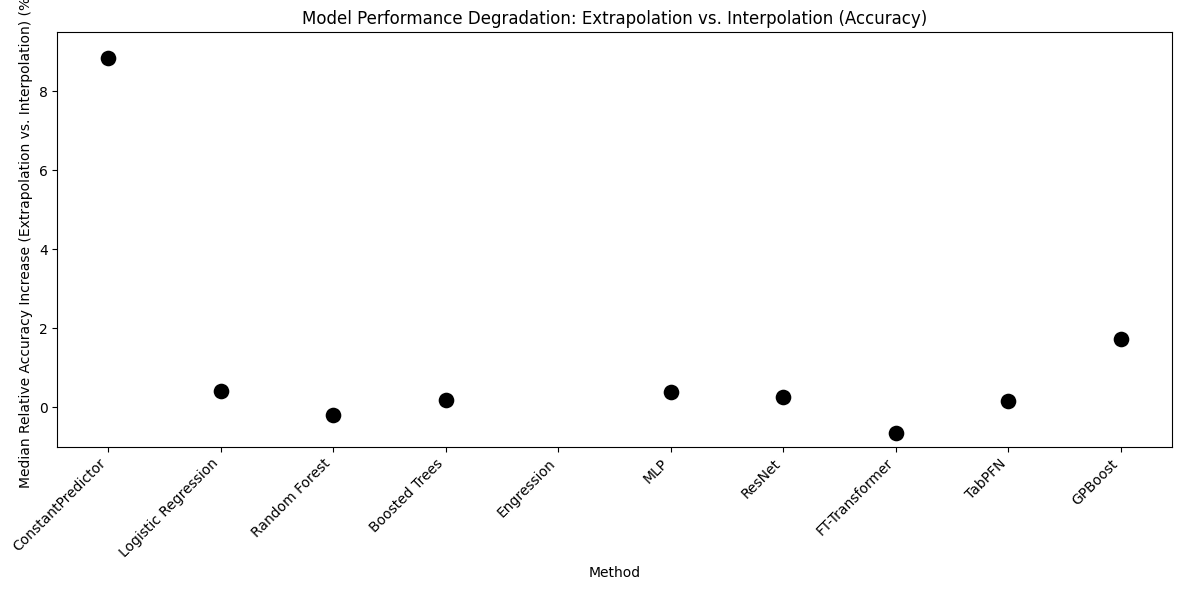 Model Performance Degradation: Extrapolation vs. Interpolation (Accuracy)
Median Relative Accuracy Increase (Extrapolation vs. Interpolation) (%
8
6
4
2
0
ConstantPredictor
Logistic Regression
Random Forest
Boosted Trees
Engression
MLP
ResNet
FT-Transformer
TabPFN
GPBoost
Method